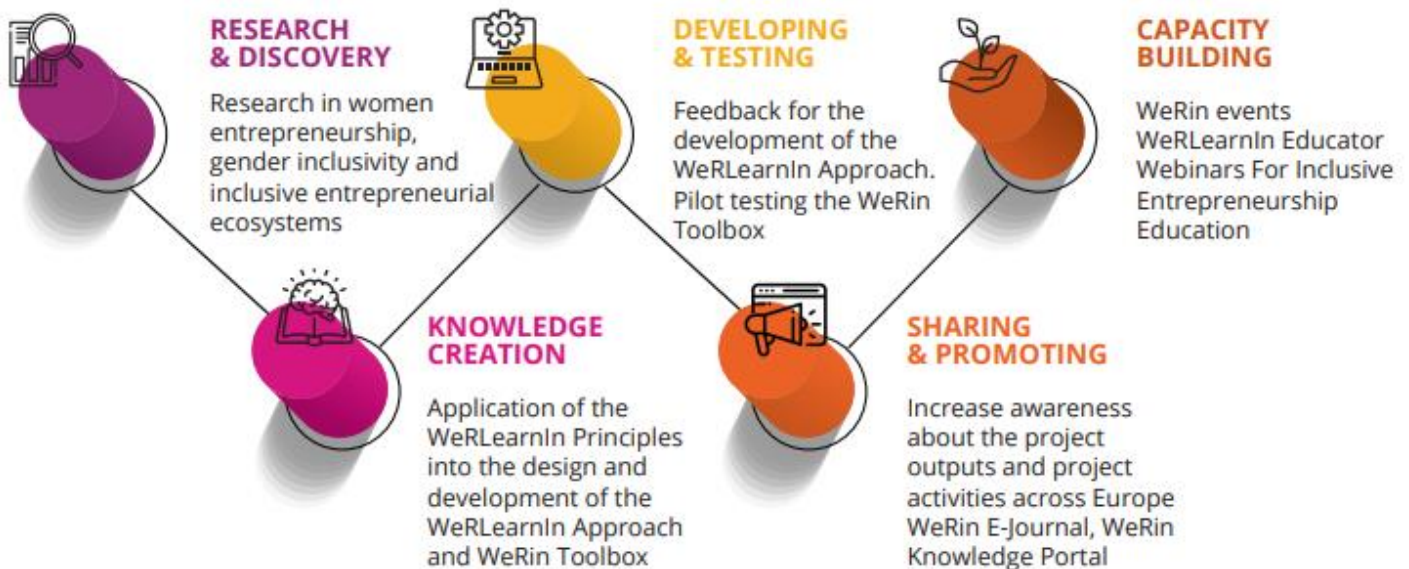 RESEARCH
& DISCOVERY
Research in women
entrepreneurship,
gender inclusivity and
inclusive entrepreneurial
ecosystems
KNOWLEDGE
CREATION
Application of the
WeRLearnIn Principles
into the design and
development of the
WeRLearnIn Approach
and WeRin Toolbox
DEVELOPING
& TESTING
Feedback for the
development of the
WeRLearnIn Approach.
Pilot testing the WeRin
Toolbox
SHARING
& PROMOTING
Increase awareness
about the project
outputs and project
activities across Europe
WeRin E-Journal, WeRin
Knowledge Portal
CAPACITY
BUILDING
WeRin events
WeRLearnIn Educator
Webinars For Inclusive
Entrepreneurship
Education